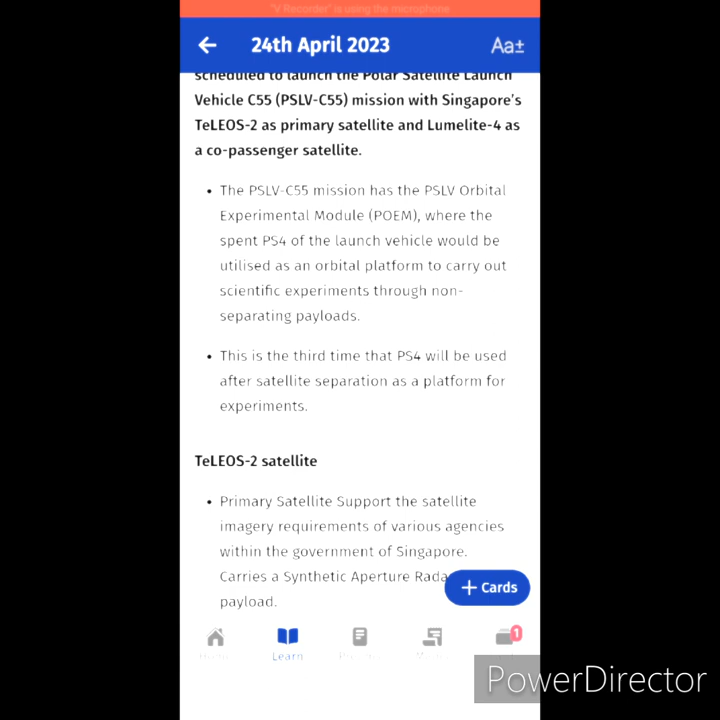 "V Recorder" is using the microphone
24th April 2023
Aa±
scheduled to launch the Polar Satellite Launch
Vehicle C55 (PSLV-C55) mission with Singapore's
TeLEOS-2 as primary satellite and Lumelite-4 as
a co-passenger satellite.
• The PSLV-C55 mission has the PSLV Orbital
Experimental Module (POEM), where the
spent PS4 of the launch vehicle would be
utilised as an orbital platform to carry out
scientific experiments through non-
separating payloads.
• This is the third time that PS4 will be used
after satellite separation as a platform for
experiments.
TeLEOS-2 satellite
• Primary Satellite Support the satellite
imagery requirements of various agencies
within the government of Singapore.
Carries a Synthetic Aperture Rada
payload.
+ Cards
1
Home
Learn
PowerDirector